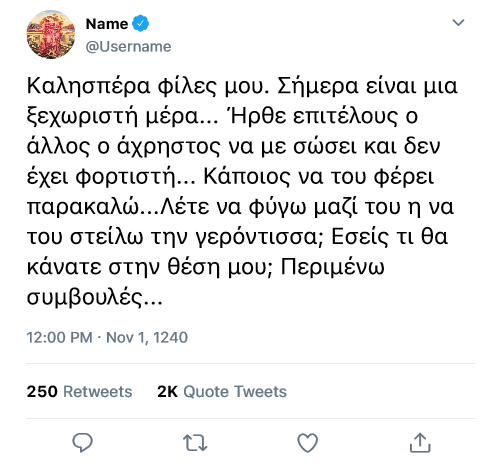 Name
@Username
Καλησπέρα φίλες μου. Σήμερα είναι μια
ξεχωριστή μέρα... Ήρθε επιτέλους ο
άλλος ο άχρηστος να με σώσει και δεν
έχει φορτιστή... Κάποιος να του φέρει
παρακαλώ...Λέτε να φύγω μαζί του η να
του στείλω την γερόντισσα; Εσείς τι θα
κάνατε στην θέση μου; Περιμένω
συμβουλές...
12:00 PM · Nov 1, 1240
250 Retweets 2K Quote Tweets